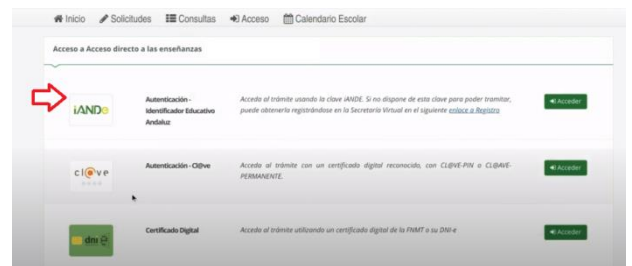 Inicio Solicitudes Consultas Acceso Calendario Escolar
Acceso a Acceso directo a las enseñanzas
iANDe
Autenticación -
Identificador Educativo
Andaluz
Acceda al trámite usando la clave iANDE. Si no dispone de esta clave para poder tramitar,
puede obtenerla registrándose en la Secretaría Virtual en el siguiente enlace a Registro
Acceder
cl@ve
Autenticación - Cl@ve
Acceda al trámite con un certificado digital reconocido, con CL@VE-PIN o CL@VE-
PERMANENTE.
Acceder
dni e
Certificado Digital
Acceda al trámite utilizando un certificado digital de la FNMT o su DNI-e
Acceder